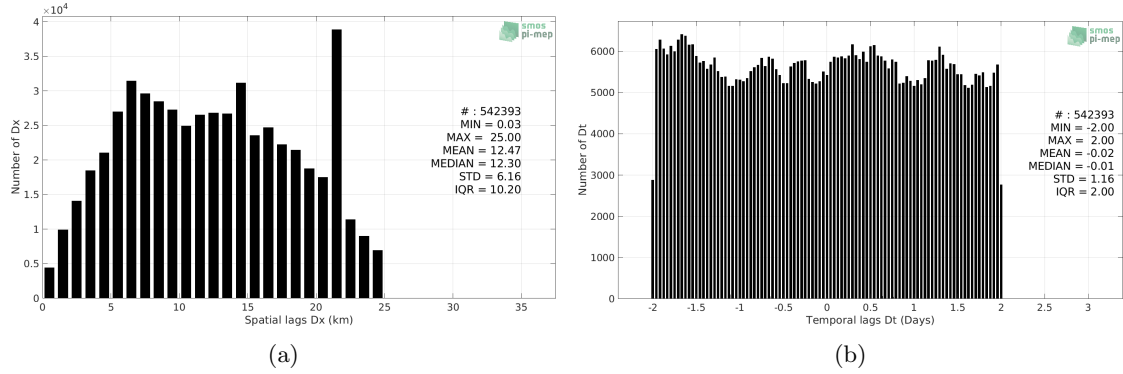 ×10⁴
4
3.5
3
2.5
2
1.5
1
0.5
0
Number of Dx
smos
pi-mep
# : 542393
MIN = 0.03
MAX = 25.00
MEAN = 12.47
MEDIAN = 12.30
STD = 6.16
IQR = 10.20
0 5 10 15 20 25 30 35
Spatial lags Dx (km)
(a)
6000
5000
4000
3000
2000
1000
0
Number of Dt
smos
pi-mep
# : 542393
MIN = -2.00
MAX = 2.00
MEAN = -0.02
MEDIAN = -0.01
STD = 1.16
IQR = 2.00
-2 -1.5 -1 -0.5 0 0.5 1 1.5 2 2.5 3
Temporal lags Dt (Days)
(b)